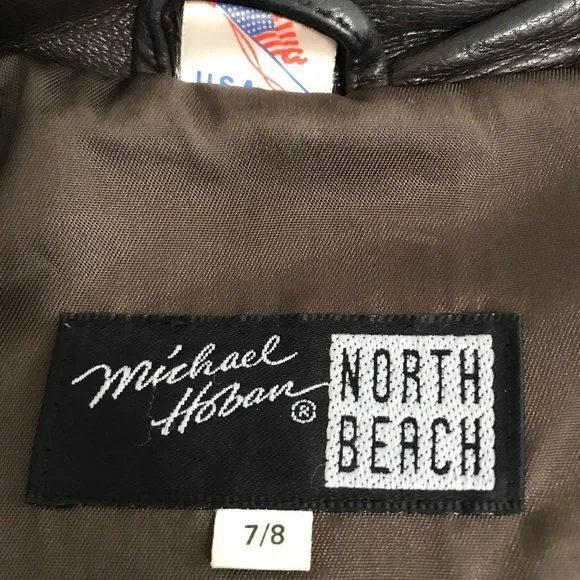 USA
Michael
Hoban®
NORTH
BEACH
7/8